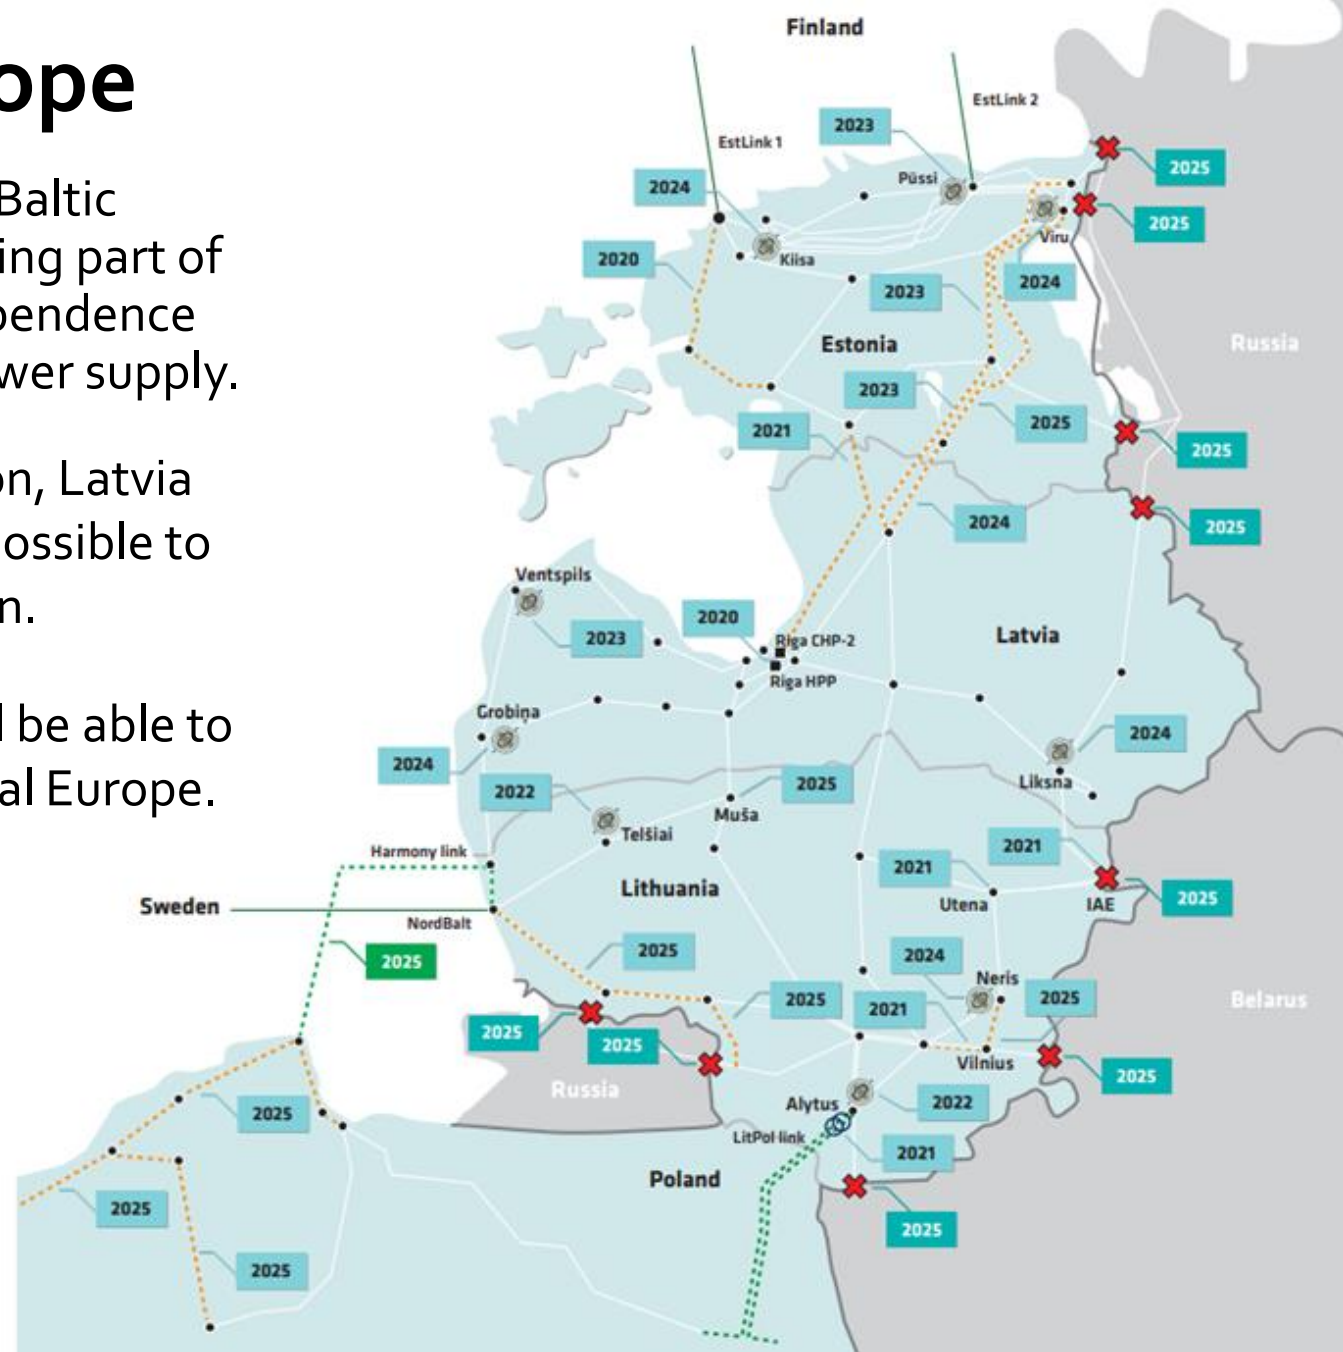 ope
Baltic
ing part of
pendence
wer supply.
on, Latvia
ossible to
n.
l be able to
al Europe.
Finland
EstLink 2
2023
EstLink 1
2025
Püssi
2024
2025
Viru
Kiisa
2020
2024
2023
Russia
Estonia
2023
2025
2021
2025
2024
2025
Ventspils
2020
2023
Riga CHP-2
Latvia
Riga HPP
Grobiņa
2024
2024
2022
2025
Liksna
Muša
Telšiai
Harmony link
2021
2021
Lithuania
Utena
IAE
2025
Sweden
NordBalt
2025
2025
2024
Neris
2025
2025
2021
Belarus
2025
2025
Vilnius
2025
Russia
Alytus
2022
2025
LitPol link
2021
Poland
2025
2025
2025